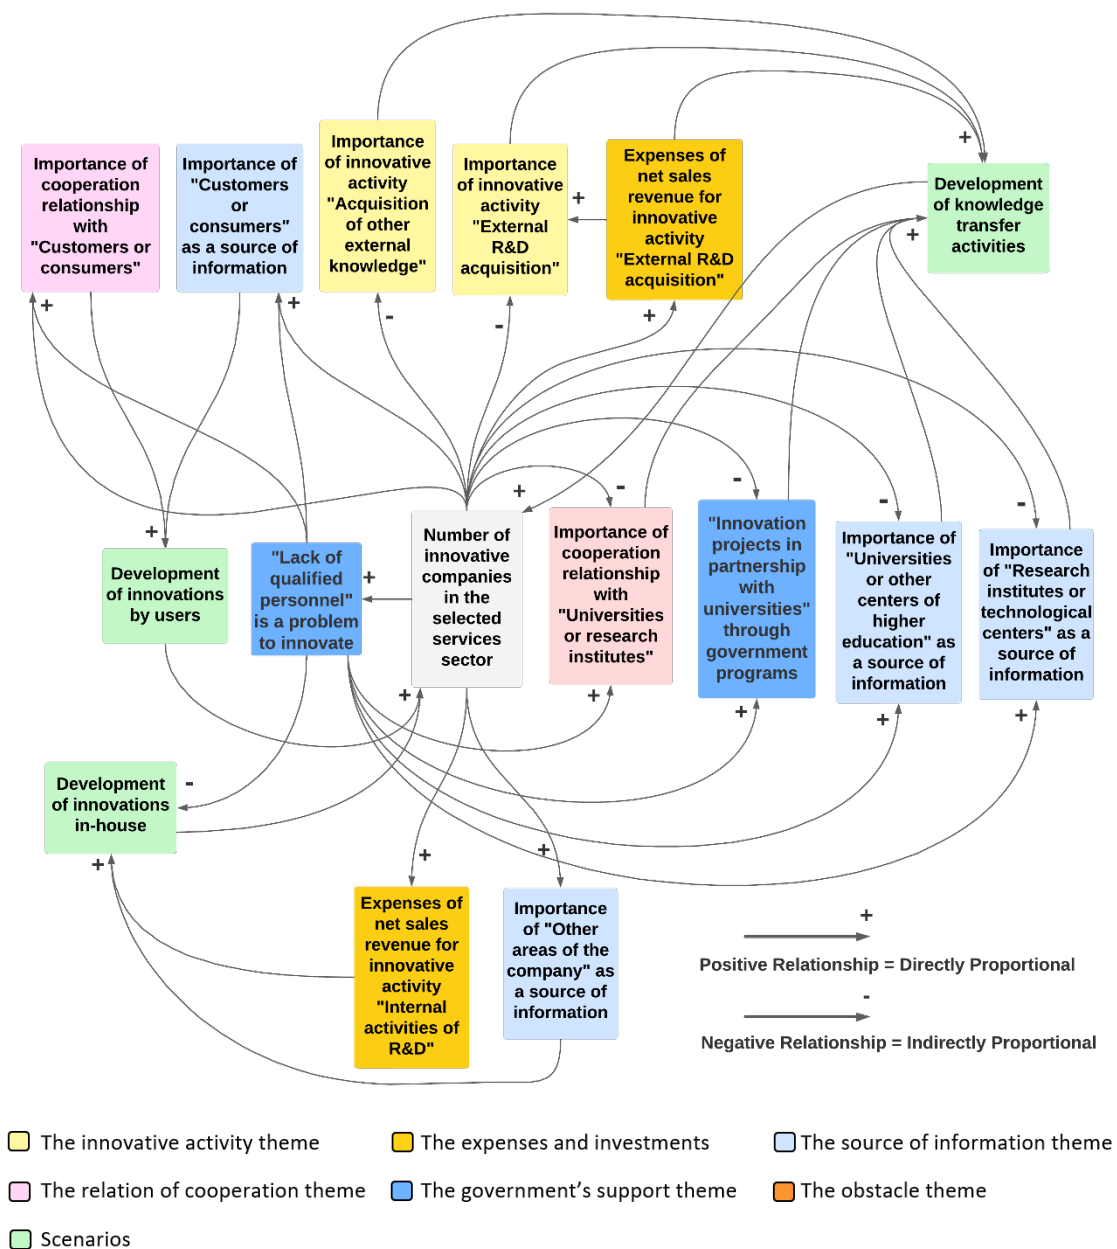 Importance of
cooperation
relationship
with
"Customers or
consumers"
Importance of
"Customers
or
consumers"
as a source of
information
Importance
of innovative
activity
"Acquisition
of other
external
knowledge"
Importance
of innovative
activity
"External
R&D
acquisition"
Expenses of
net sales
revenue for
innovative
activity
"External R&D
acquisition"
Development
of knowledge
transfer
activities
+
+
+
+
+
-
-
+
Development
of innovations
by users
+
"Lack of
qualified
personnel"
is a problem
to innovate
+
Number of
innovative
companies
in the
selected
services
sector
+
+
Importance of
cooperation
relationship
with
"Universities
or research
institutes"
-
+
"Innovation
projects in
partnership
with
universities"
through
government
programs
-
+
Importance of
"Universities
or other
centers of
higher
education" as
a source of
information
-
+
Importance
of "Research
institutes or
technological
centers" as a
source of
information
-
+
Development
of innovations
in-house
-
+
+
+
Expenses of
net sales
revenue for
innovative
activity
"Internal
activities of
R&D"
Importance
of "Other
areas of the
company" as
a source of
information
+
Positive Relationship = Directly Proportional
-
Negative Relationship = Indirectly Proportional
The innovative activity theme
The expenses and investments
The source of information theme
The relation of cooperation theme
The government’s support theme
The obstacle theme
Scenarios